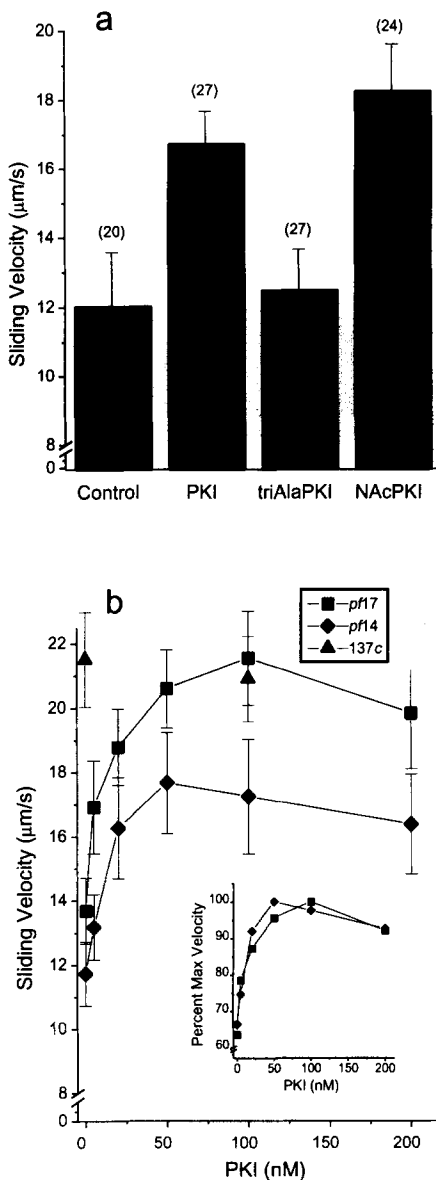 a
20
18
16
14
12
10
8
0
Sliding Velocity (μm/s)
(20)
(27)
(27)
(24)
Control PKI triAlaPKI NAcPKI
b
pf17
pf14
137c
22
20
18
16
14
12
10
8
0
Sliding Velocity (μm/s)
100
90
80
70
60
Percent Max Velocity
0 50 100 150 200
PKI (nM)
0 50 100 150 200
PKI (nM)